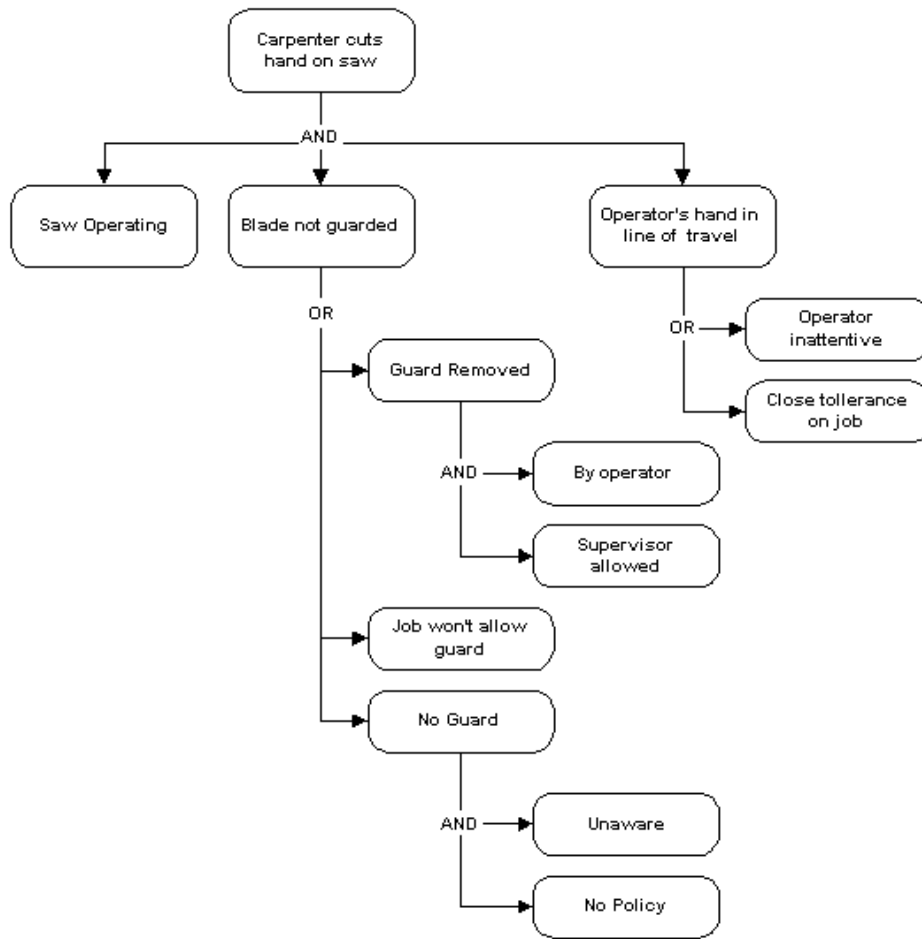 Carpenter cuts
hand on saw
AND
Saw Operating
Blade not guarded
Operator's hand in
line of travel
OR
OR
Operator
inattentive
Guard Removed
Close tollerance
on job
AND
By operator
Supervisor
allowed
Job won't allow
guard
No Guard
AND
Unaware
No Policy